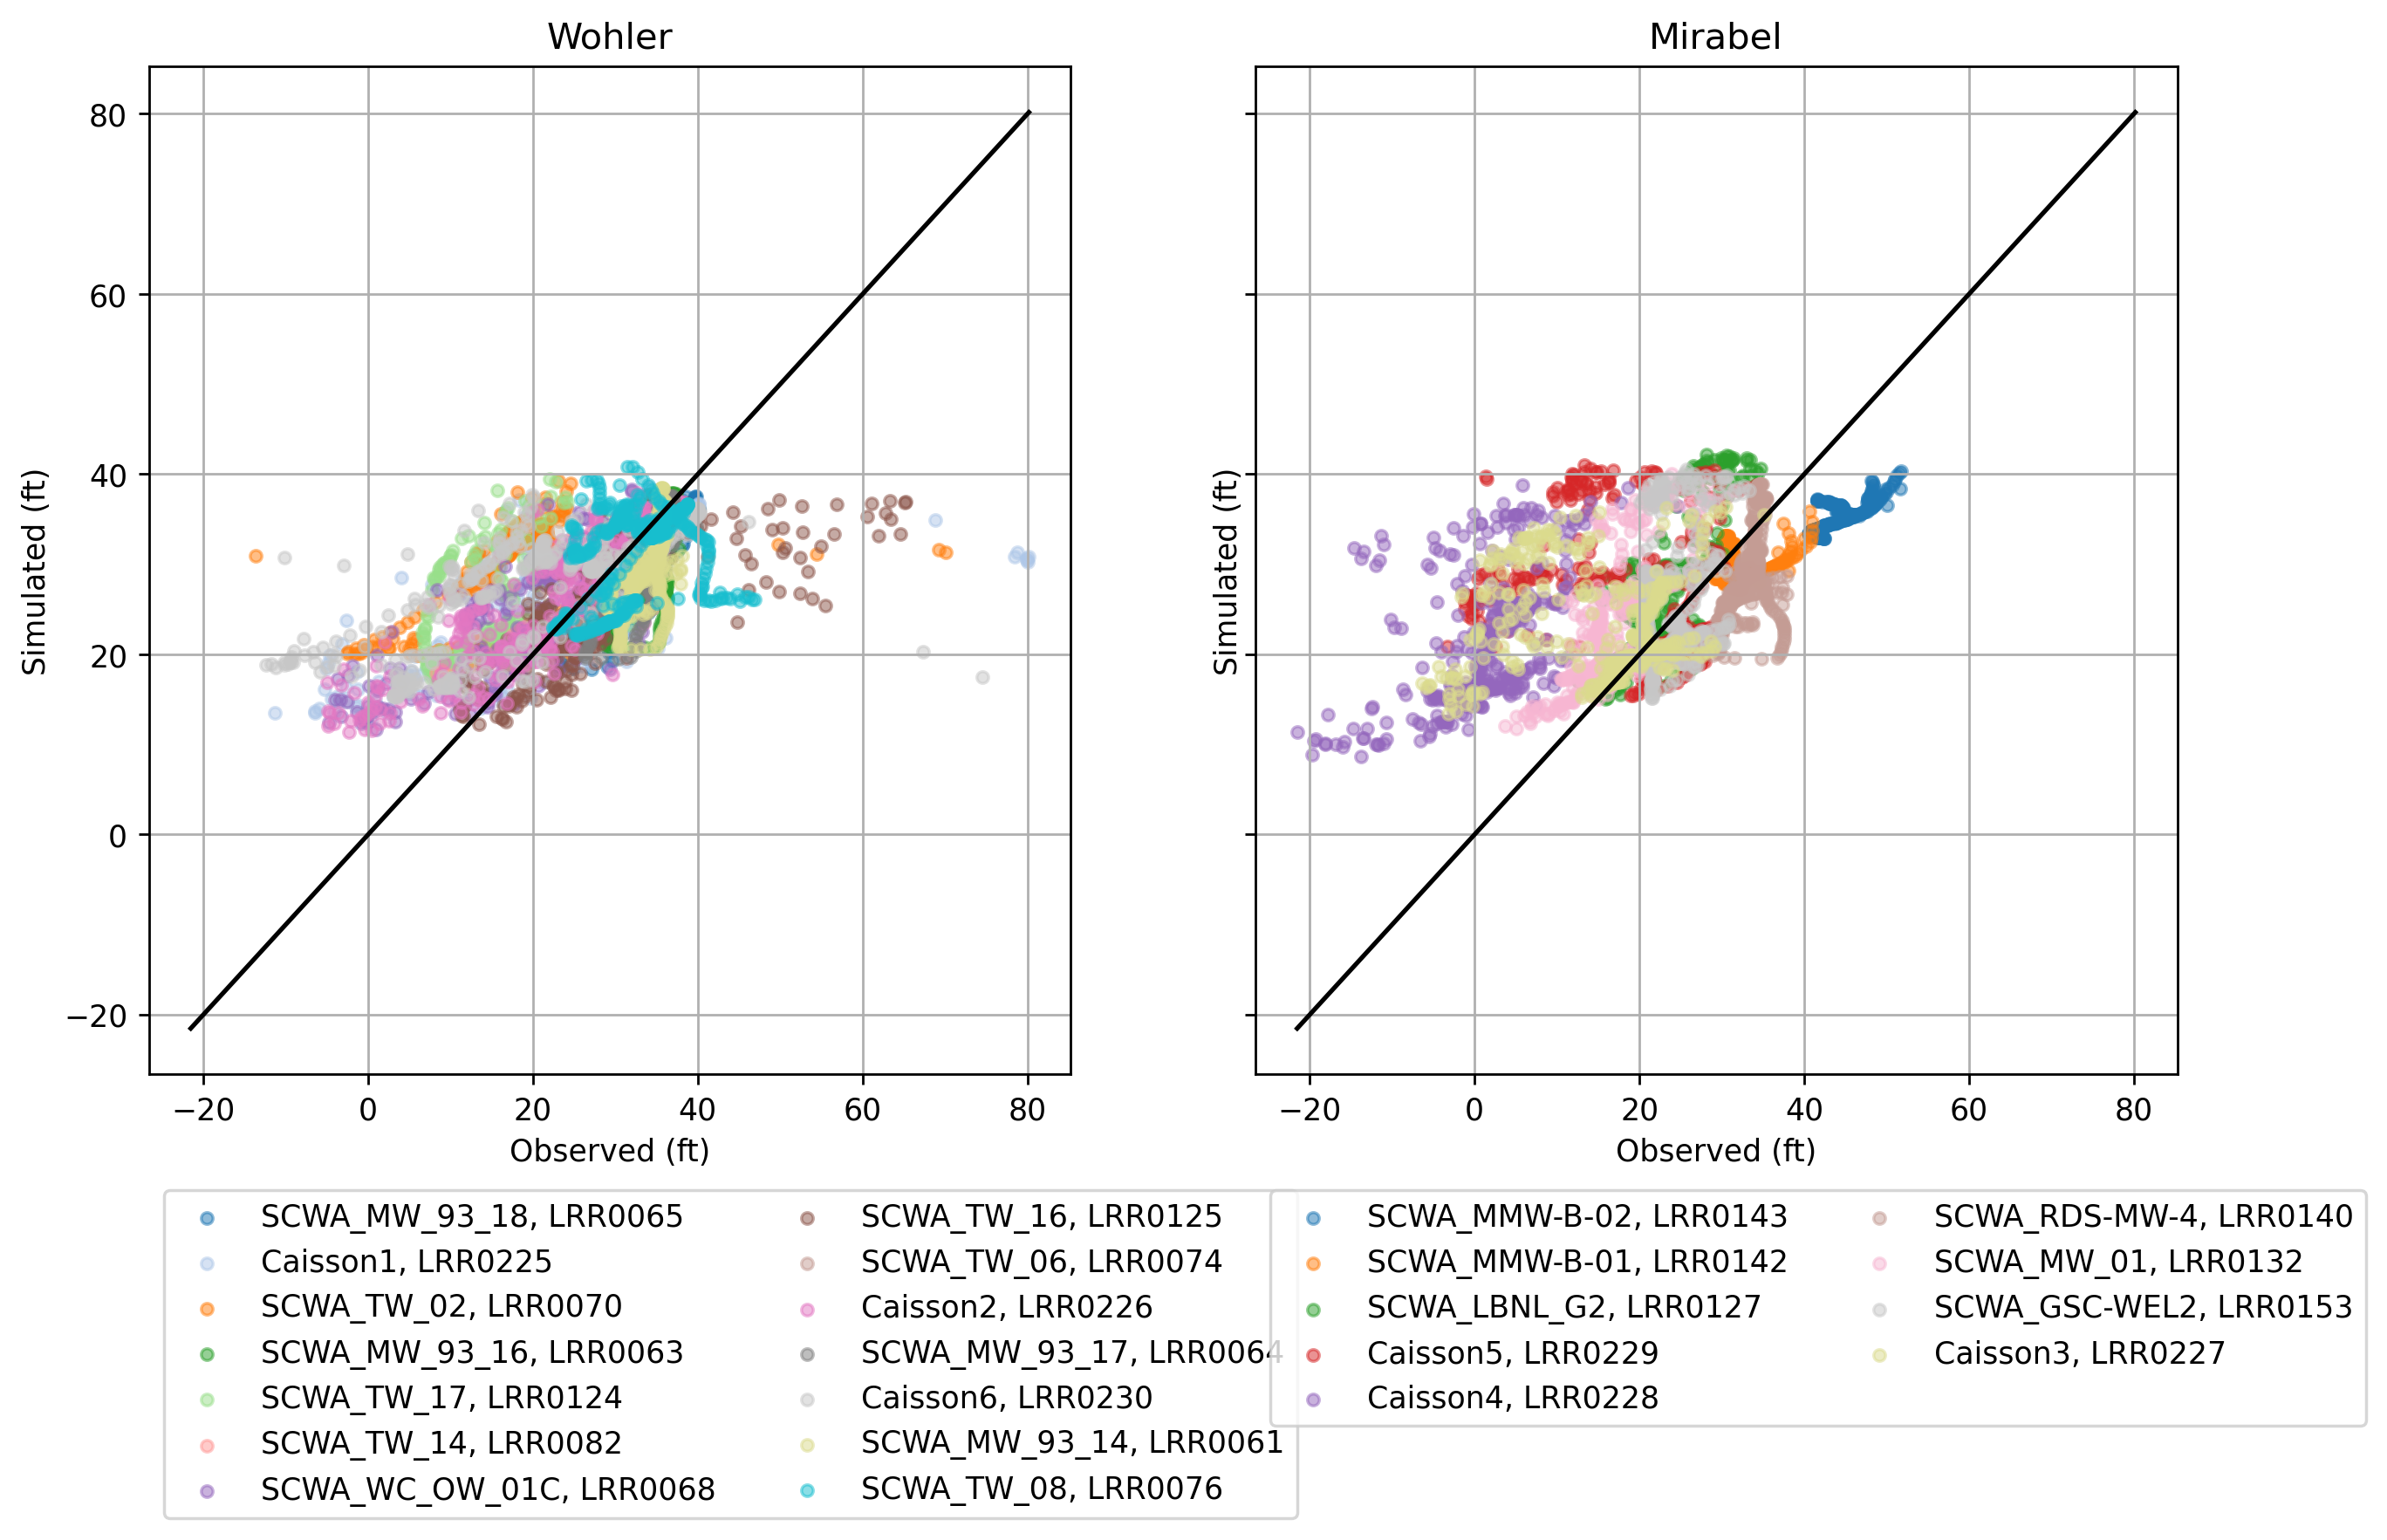 Wohler
80
60
40
20
0
−20
Simulated (ft)
−20 0 20 40 60 80
Observed (ft)
Mirabel
Simulated (ft)
−20 0 20 40 60 80
Observed (ft)
SCWA_MW_93_18, LRR0065
Caisson1, LRR0225
SCWA_TW_02, LRR0070
SCWA_MW_93_16, LRR0063
SCWA_TW_17, LRR0124
SCWA_TW_14, LRR0082
SCWA_WC_OW_01C, LRR0068
SCWA_TW_16, LRR0125
SCWA_TW_06, LRR0074
Caisson2, LRR0226
SCWA_MW_93_17, LRR0064
Caisson6, LRR0230
SCWA_MW_93_14, LRR0061
SCWA_TW_08, LRR0076
SCWA_MMW-B-02, LRR0143
SCWA_MMW-B-01, LRR0142
SCWA_LBNL_G2, LRR0127
Caisson5, LRR0229
Caisson4, LRR0228
SCWA_RDS-MW-4, LRR0140
SCWA_MW_01, LRR0132
SCWA_GSC-WEL2, LRR0153
Caisson3, LRR0227